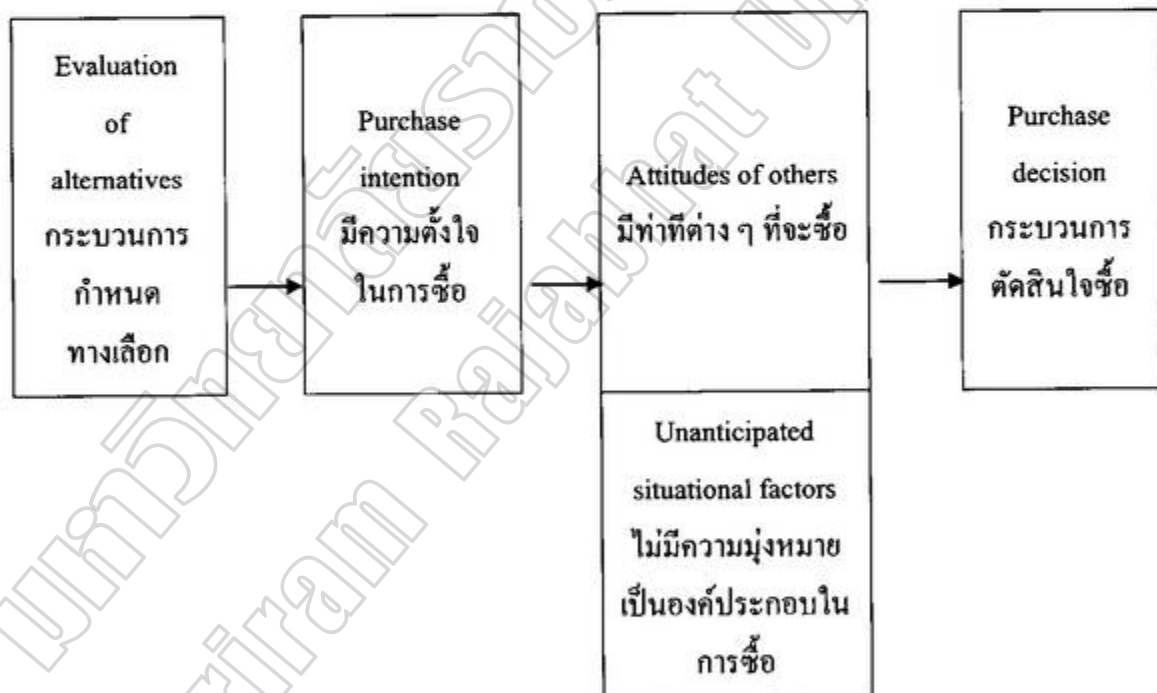 Evaluation
of
alternatives
กระบวนการ
กำหนด
ทางเลือก
Purchase
intention
มีความตั้งใจ
ในการซื้อ
Attitudes of others
มีท่าทีต่าง ๆ ที่จะซื้อ
Unanticipated
situational factors
ไม่มีความมุ่งหมาย
เป็นองค์ประกอบใน
การซื้อ
Purchase
decision
กระบวนการ
ตัดสินใจซื้อ